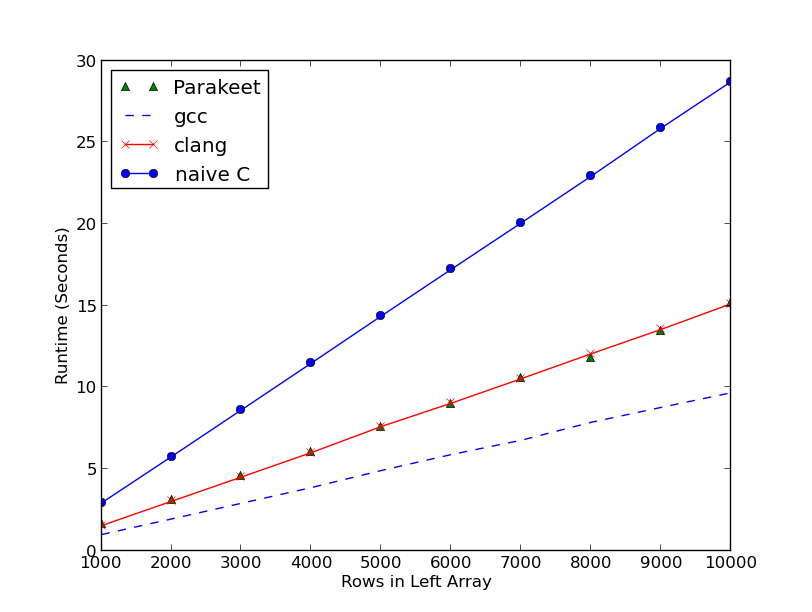 30
25
20
15
10
5
0
Runtime (Seconds)
Parakeet
gcc
clang
naive C
1000 2000 3000 4000 5000 6000 7000 8000 9000 10000
Rows in Left Array